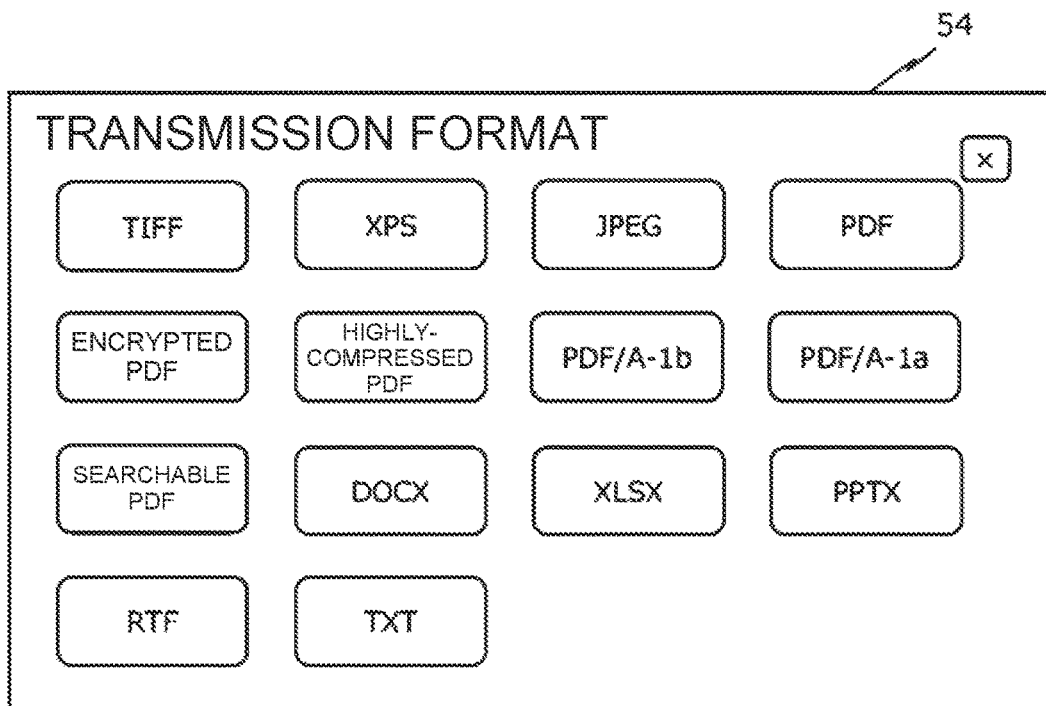 54
TRANSMISSION FORMAT
×
TIFF
XPS
JPEG
PDF
ENCRYPTED
PDF
HIGHLY-
COMPRESSED
PDF
PDF/A-1b
PDF/A-1a
SEARCHABLE
PDF
DOCX
XLSX
PPTX
RTF
TXT